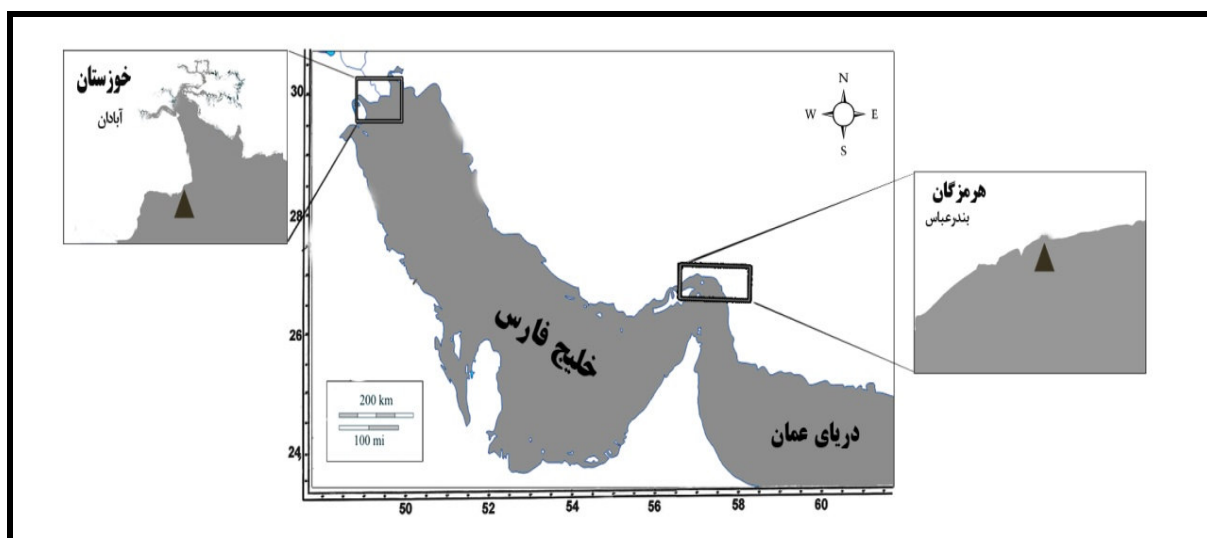 خوزستان
آبادان
30
28
26
24
50
52
54
56
58
60
N
W
E
S
هرمزگان
بندرعباس
خلیج فارس
دریای عمان
200 km
100 mi